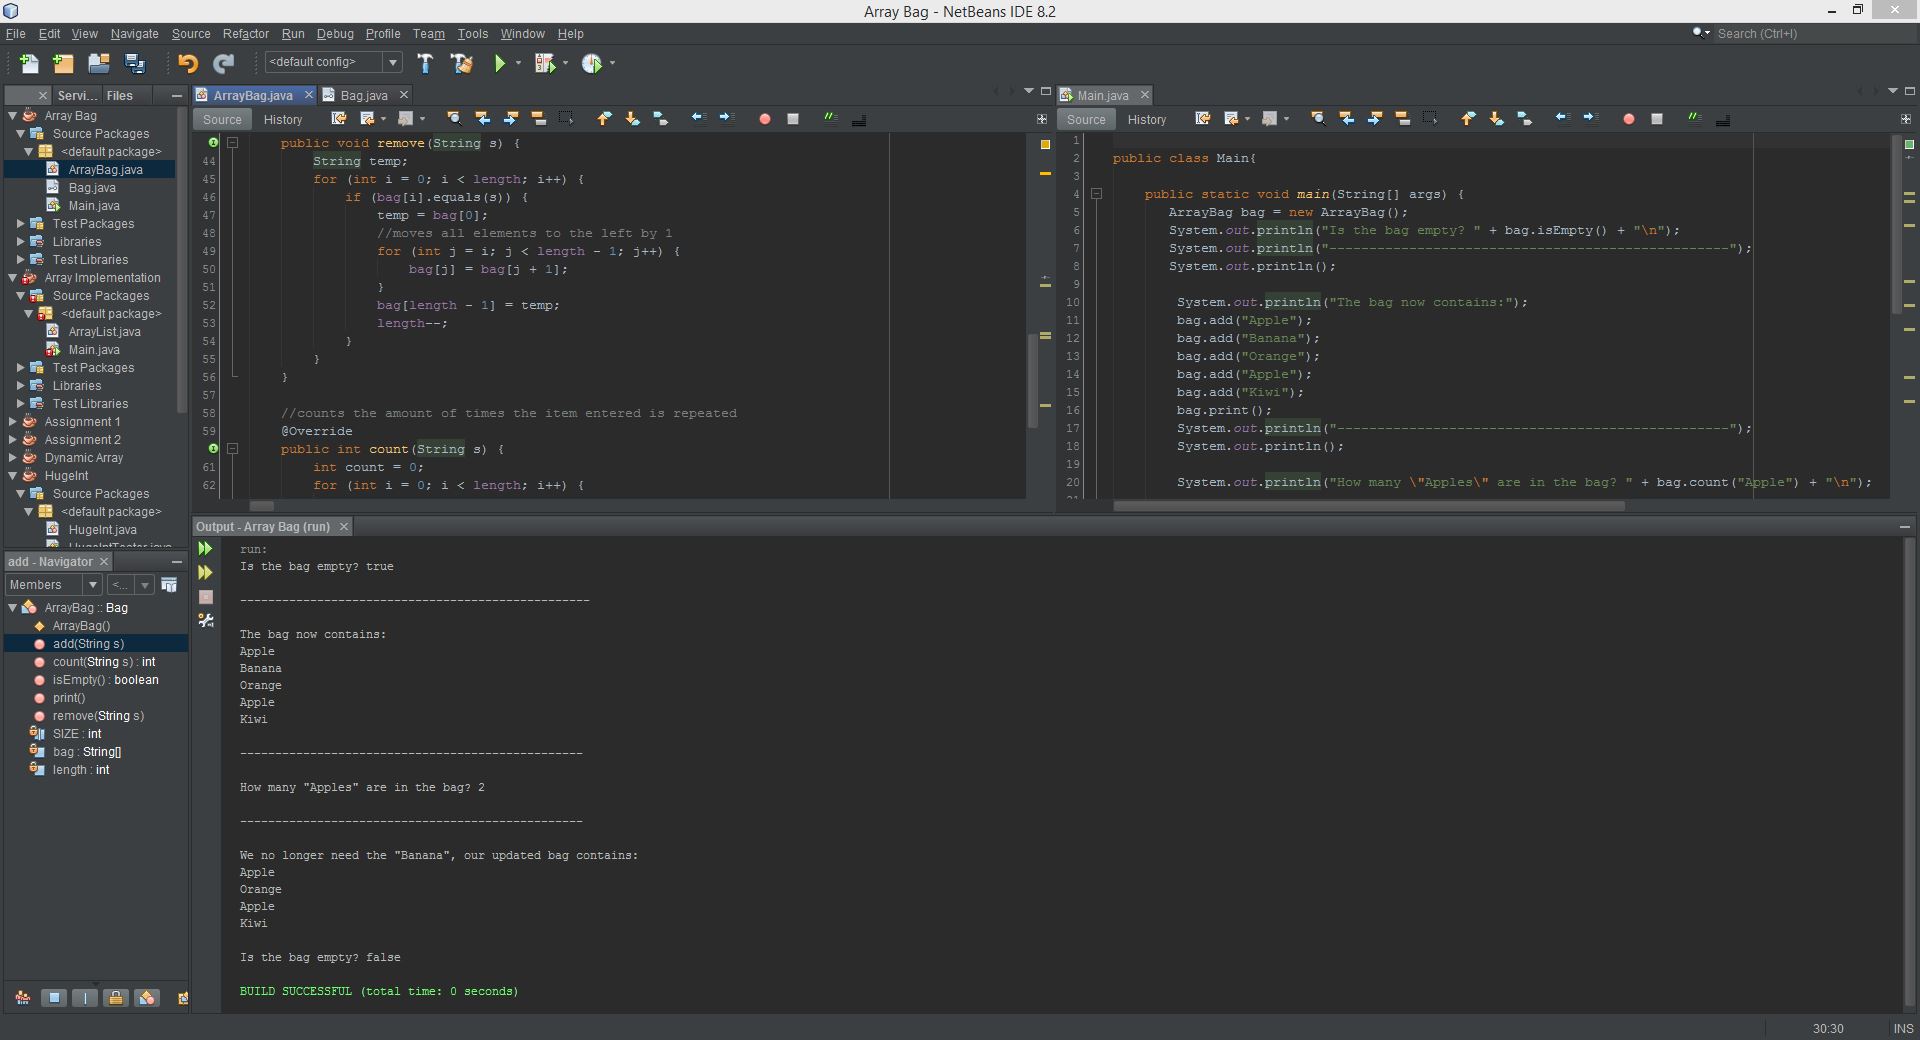 Array Bag - NetBeans IDE 8.2
File Edit View Navigate Source Refactor Run Debug Profile Team Tools Window Help
Search (Ctrl+I)
<default config>
Servi... Files
Array Bag
Source Packages
<default package>
ArrayBag.java
Bag.java
Main.java
Test Packages
Libraries
Test Libraries
Array Implementation
Source Packages
<default package>
ArrayList.java
Main.java
Test Packages
Libraries
Test Libraries
Assignment 1
Assignment 2
Dynamic Array
HugeInt
Source Packages
<default package>
HugeInt.java
HugeIntTester.java
add - Navigator
Members <...
ArrayBag :: Bag
ArrayBag()
add(String s)
count(String s) : int
isEmpty() : boolean
print()
remove(String s)
SIZE : int
bag : String[]
length : int
ArrayBag.java Bag.java
Source History
public void remove(String s) {
44 String temp;
45 for (int i = 0; i < length; i++) {
46 if (bag[i].equals(s)) {
47 temp = bag[0];
48 //moves all elements to the left by 1
49 for (int j = i; j < length - 1; j++) {
50 bag[j] = bag[j + 1];
51 }
52 bag[length - 1] = temp;
53 length--;
54 }
55 }
56 }
57
58 //counts the amount of times the item entered is repeated
59 @Override
public int count(String s) {
61 int count = 0;
62 for (int i = 0; i < length; i++) {
Main.java
Source History
1
2 public class Main{
3
4 public static void main(String[] args) {
5 ArrayBag bag = new ArrayBag();
6 System.out.println("Is the bag empty? " + bag.isEmpty() + "\n");
7 System.out.println("--------------------------------------------------");
8 System.out.println();
9
10 System.out.println("The bag now contains:");
11 bag.add("Apple");
12 bag.add("Banana");
13 bag.add("Orange");
14 bag.add("Apple");
15 bag.add("Kiwi");
16 bag.print();
17 System.out.println("-------------------------------------------------");
18 System.out.println();
19
20 System.out.println("How many \"Apples\" are in the bag? " + bag.count("Apple") + "\n");
21
Output - Array Bag (run)
run:
Is the bag empty? true
--------------------------------------------------
The bag now contains:
Apple
Banana
Orange
Apple
Kiwi
-------------------------------------------------
How many "Apples" are in the bag? 2
-------------------------------------------------
We no longer need the "Banana", our updated bag contains:
Apple
Orange
Apple
Kiwi
Is the bag empty? false
BUILD SUCCESSFUL (total time: 0 seconds)
30:30 INS